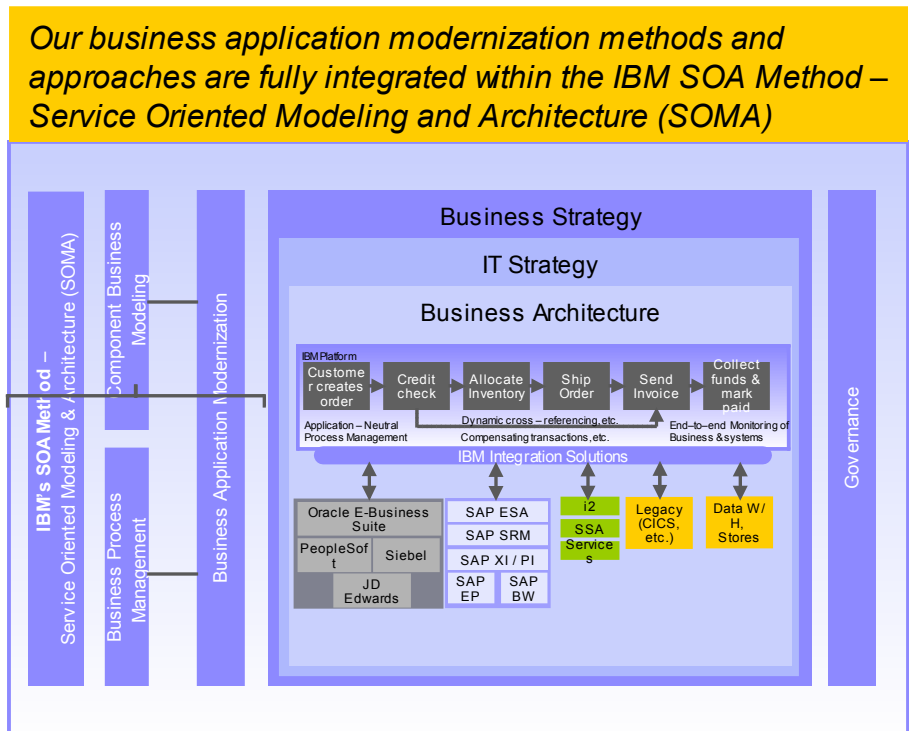 Our business application modernization methods and
approaches are fully integrated within the IBM SOA Method –
Service Oriented Modeling and Architecture (SOMA)
IBM's SOA Method –
Service Oriented Modeling & Architecture (SOMA)
Component Business
Modeling
Business Process
Management
Business Application Modernization
Business Strategy
IT Strategy
Business Architecture
IBM Platform
Custome
r creates
order
Credit
check
Allocate
Inventory
Ship
Order
Send
Invoice
Collect
funds &
mark
paid
Application – Neutral
Process Management
Dynamic cross – referencing, etc.
Compensating transactions, etc.
End–to–end Monitoring of
Business & systems
IBM Integration Solutions
Oracle E-Business
Suite
PeopleSof
t
Siebel
JD
Edwards
SAP ESA
SAP SRM
SAP XI / PI
SAP
EP
SAP
BW
i2
SSA
Service
s
Legacy
(CICS,
etc.)
Data W/
H, Stores
Governance